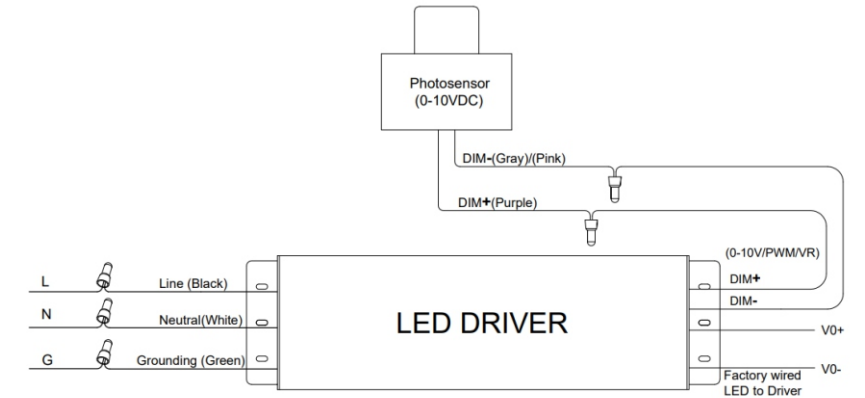 Photosensor
(0-10VDC)
DIM-(Gray)/(Pink)
DIM+(Purple)
(0-10V/PWM/VR)
L
Line (Black)
DIM+
DIM-
N
Neutral(White)
LED DRIVER
V0+
G
Grounding (Green)
V0-
Factory wired
LED to Driver